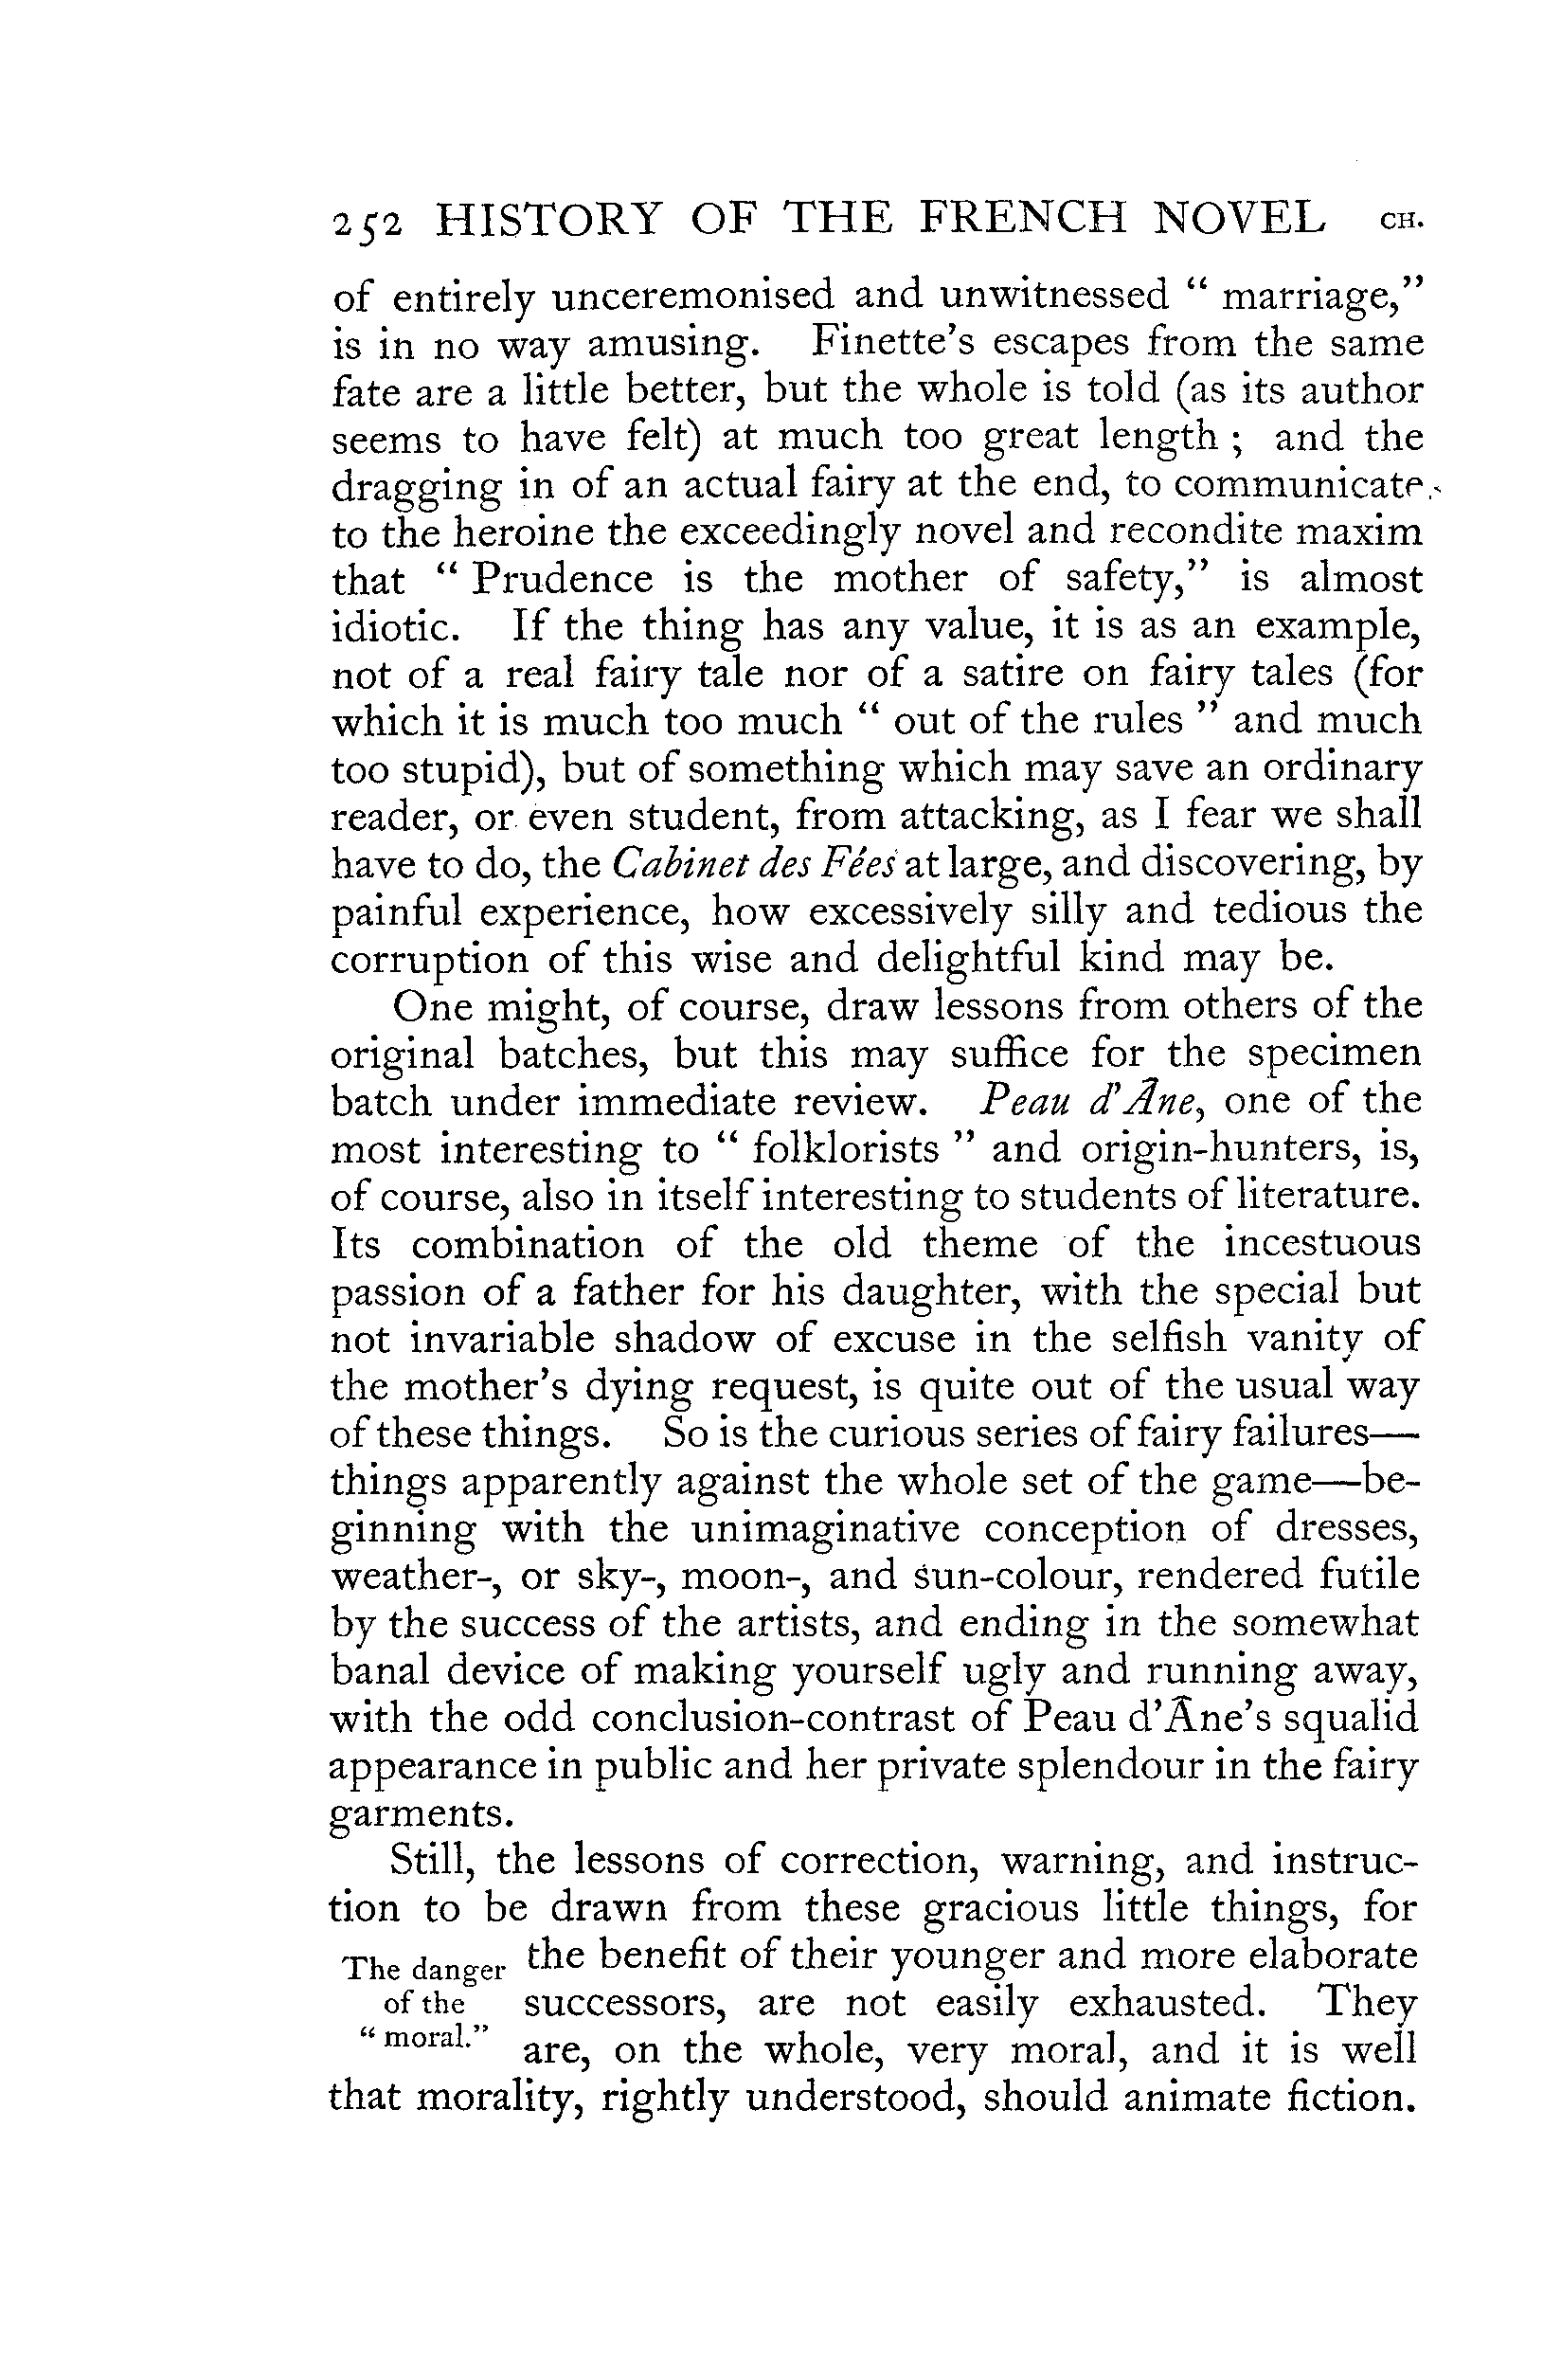 252 HISTORY OF THE FRENCH NOVEL CH.
of entirely unceremonised and unwitnessed “ marriage,”
is in no way amusing. Finette’s escapes from the same
fate are a little better, but the whole is told (as its author
seems to have felt) at much too great length ; and the
dragging in of an actual fairy at the end, to communicate
to the heroine the exceedingly novel and recondite maxim
that “ Prudence is the mother of safety,” is almost
idiotic. If the thing has any value, it is as an example,
not of a real fairy tale nor of a satire on fairy tales (for
which it is much too much “ out of the rules ” and much
too stupid), but of something which may save an ordinary
reader, or even student, from attacking, as I fear we shall
have to do, the Cabinet des Fées at large, and discovering, by
painful experience, how excessively silly and tedious the
corruption of this wise and delightful kind may be.
One might, of course, draw lessons from others of the
original batches, but this may suffice for the specimen
batch under immediate review. Peau d’Âne, one of the
most interesting to “ folklorists ” and origin-hunters, is,
of course, also in itself interesting to students of literature.
Its combination of the old theme of the incestuous
passion of a father for his daughter, with the special but
not invariable shadow of excuse in the selfish vanity of
the mother’s dying request, is quite out of the usual way
of these things. So is the curious series of fairy failures—
things apparently against the whole set of the game—be-
ginning with the unimaginative conception of dresses,
weather-, or sky-, moon-, and sun-colour, rendered futile
by the success of the artists, and ending in the somewhat
banal device of making yourself ugly and running away,
with the odd conclusion-contrast of Peau d’Âne’s squalid
appearance in public and her private splendour in the fairy
garments.
Still, the lessons of correction, warning, and instruc-
tion to be drawn from these gracious little things, for
The danger
of the
“ moral.”
the benefit of their younger and more elaborate
successors, are not easily exhausted. They
are, on the whole, very moral, and it is well
that morality, rightly understood, should animate fiction.